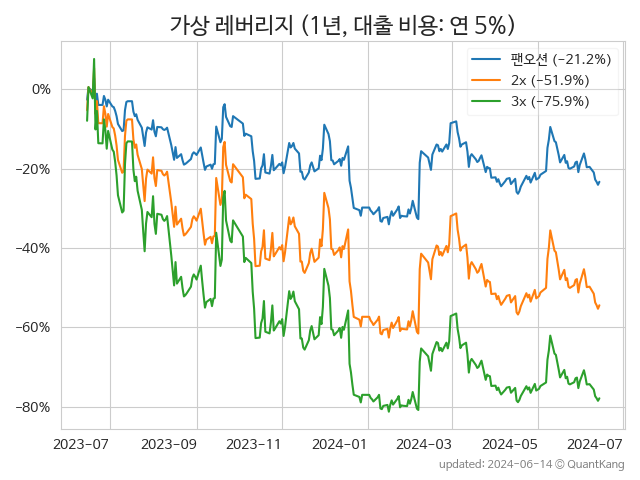 가상 레버리지 (1년, 대출 비용: 연 5%)
팬오션 (−21.2%)
2x (−51.9%)
3x (−75.9%)
0%
−20%
−40%
−60%
−80%
2023-07 2023-09 2023-11 2024-01 2024-03 2024-05 2024-07
updated: 2024-06-14 © QuantKang